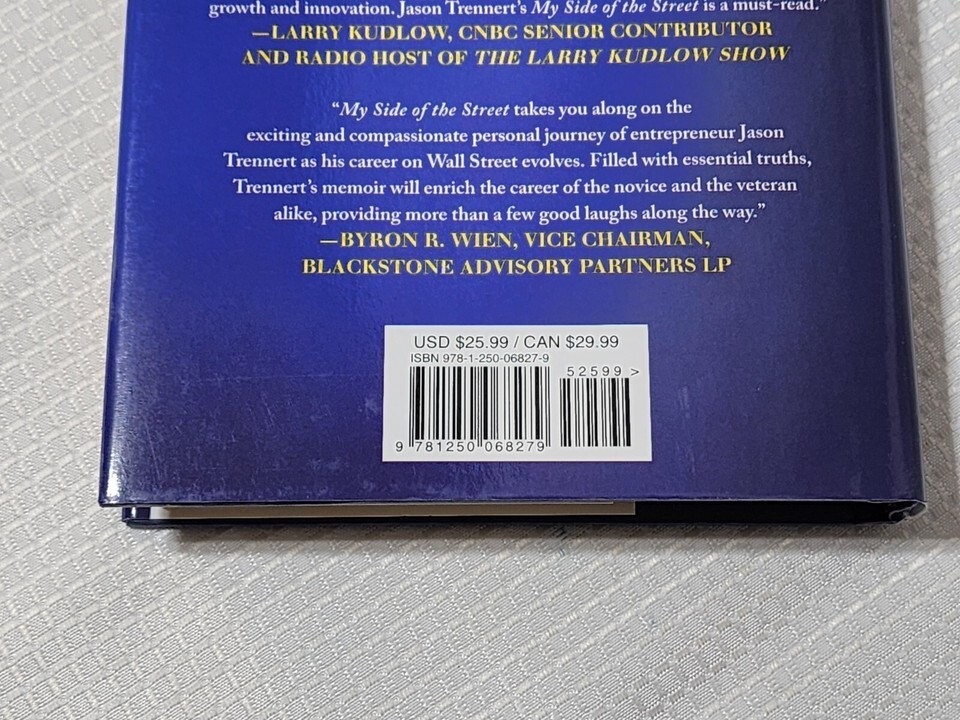 growth and innovation. Jason Trennert's My Side of the Street is a must-read."
—LARRY KUDLOW, CNBC SENIOR CONTRIBUTOR
AND RADIO HOST OF THE LARRY KUDLOW SHOW
"My Side of the Street takes you along on the
exciting and compassionate personal journey of entrepreneur Jason
Trennert as his career on Wall Street evolves. Filled with essential truths,
Trennert's memoir will enrich the career of the novice and the veteran
alike, providing more than a few good laughs along the way."
—BYRON R. WIEN, VICE CHAIRMAN,
BLACKSTONE ADVISORY PARTNERS LP
USD $25.99 / CAN $29.99
ISBN 978-1-250-06827-9
52599 >
9 781250 068279